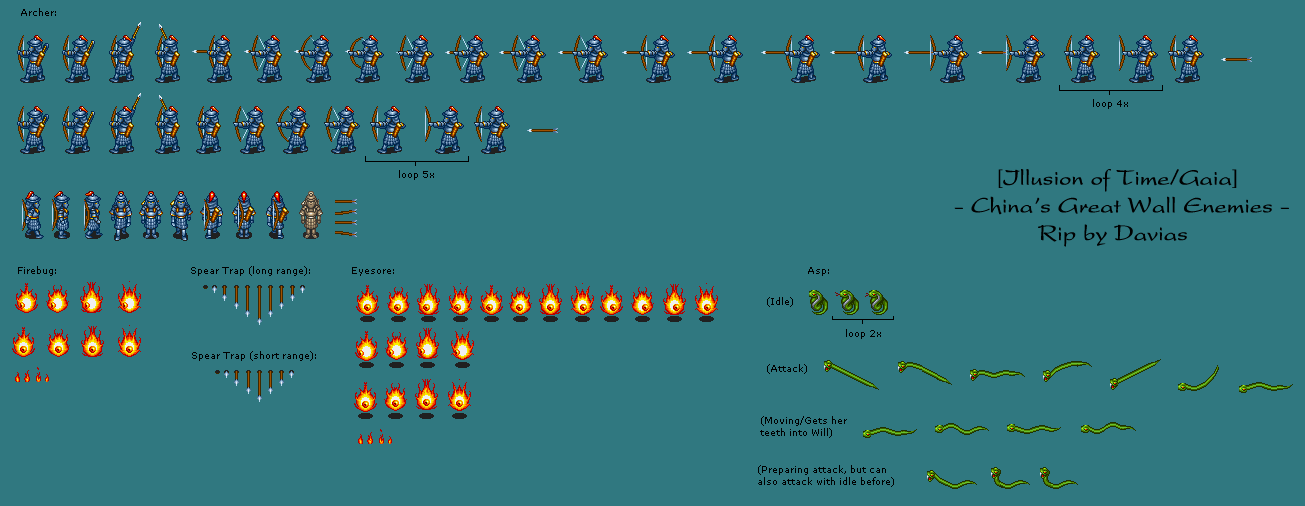 Archer:
loop 4x
loop 5x
[Illusion of Time/Gaia]
- China's Great Wall Enemies -
Rip by Davias
Firebug:
Spear Trap (long range):
Eyesore:
Asp:
(Idle)
loop 2x
Spear Trap (short range):
(Attack)
(Moving/Gets her
teeth into Will)
(Preparing attack, but can
also attack with idle before)